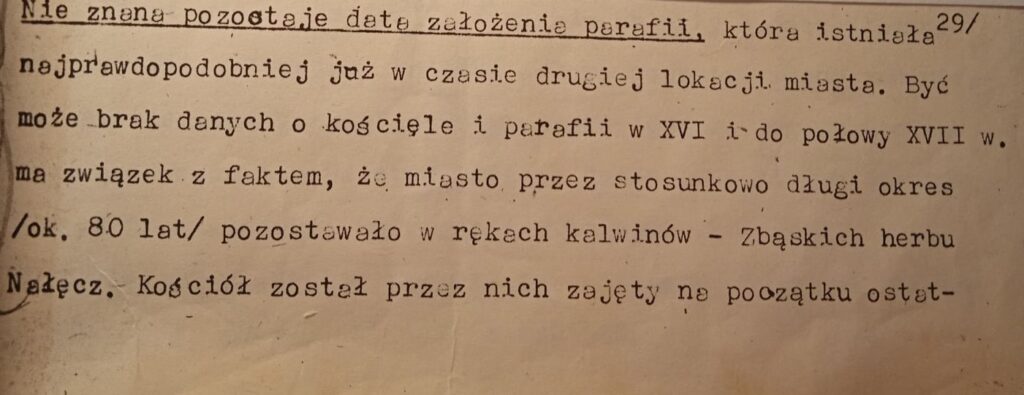 Nie znana pozostaje data założenia parafii, która istniała29/
najprawdopodobniej już w czasie drugiej lokacji miasta. Być
może brak danych o kościele i parafii w XVI i do połowy XVII w.
ma związek z faktem, że miasto przez stosunkowo długi okres
/ok. 80 lat/ pozostawało w rękach kalwinów - Zbąskich herbu
Nałęcz. Kościół został przez nich zajęty na początku ostat-